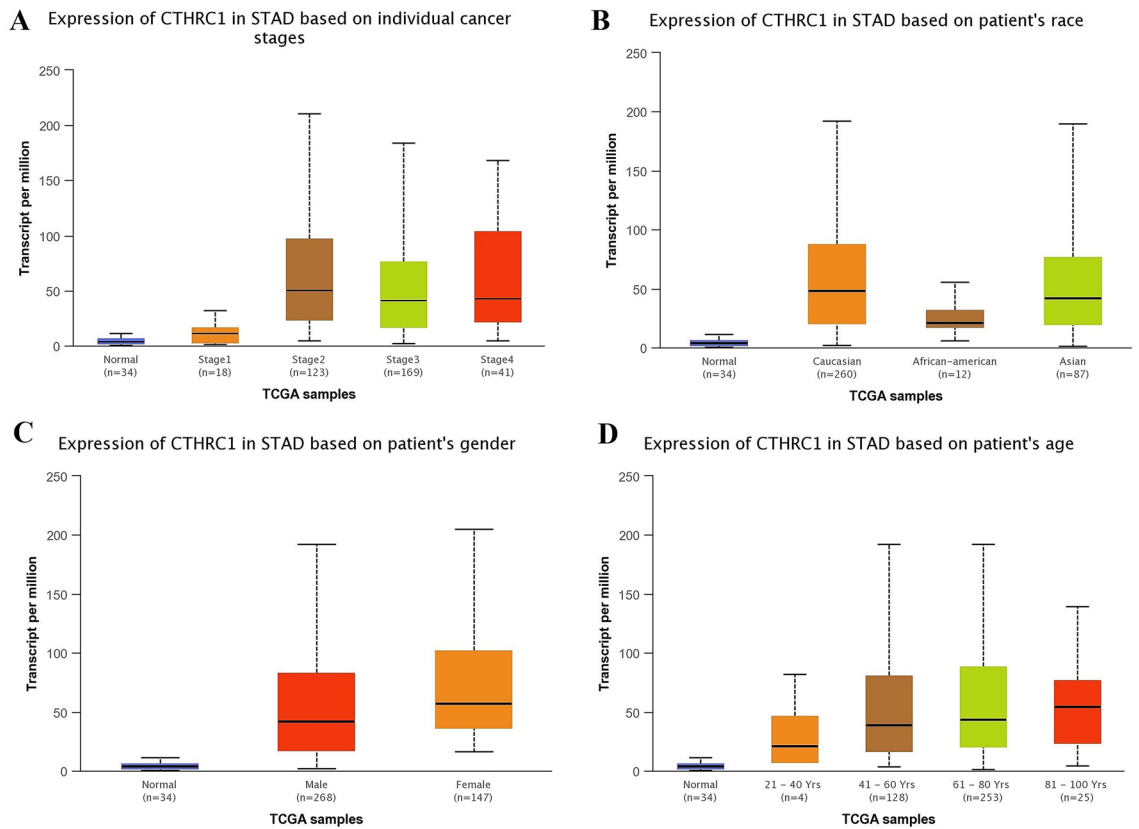 A
Expression of CTHRC1 in STAD based on individual cancer
stages
250
200
150
100
50
0
Transcript per million
Normal
(n=34)
Stage1
(n=18)
Stage2
(n=123)
Stage3
(n=169)
Stage4
(n=41)
TCGA samples
B
Expression of CTHRC1 in STAD based on patient's race
250
200
150
100
50
0
Transcript per million
Normal
(n=34)
Caucasian
(n=260)
African-american
(n=12)
Asian
(n=87)
TCGA samples
C
Expression of CTHRC1 in STAD based on patient's gender
250
200
150
100
50
0
Transcript per million
Normal
(n=34)
Male
(n=268)
Female
(n=147)
TCGA samples
D
Expression of CTHRC1 in STAD based on patient's age
250
200
150
100
50
0
Transcript per million
Normal
(n=34)
21 - 40 Yrs
(n=4)
41 - 60 Yrs
(n=128)
61 - 80 Yrs
(n=253)
81 - 100 Yrs
(n=25)
TCGA samples